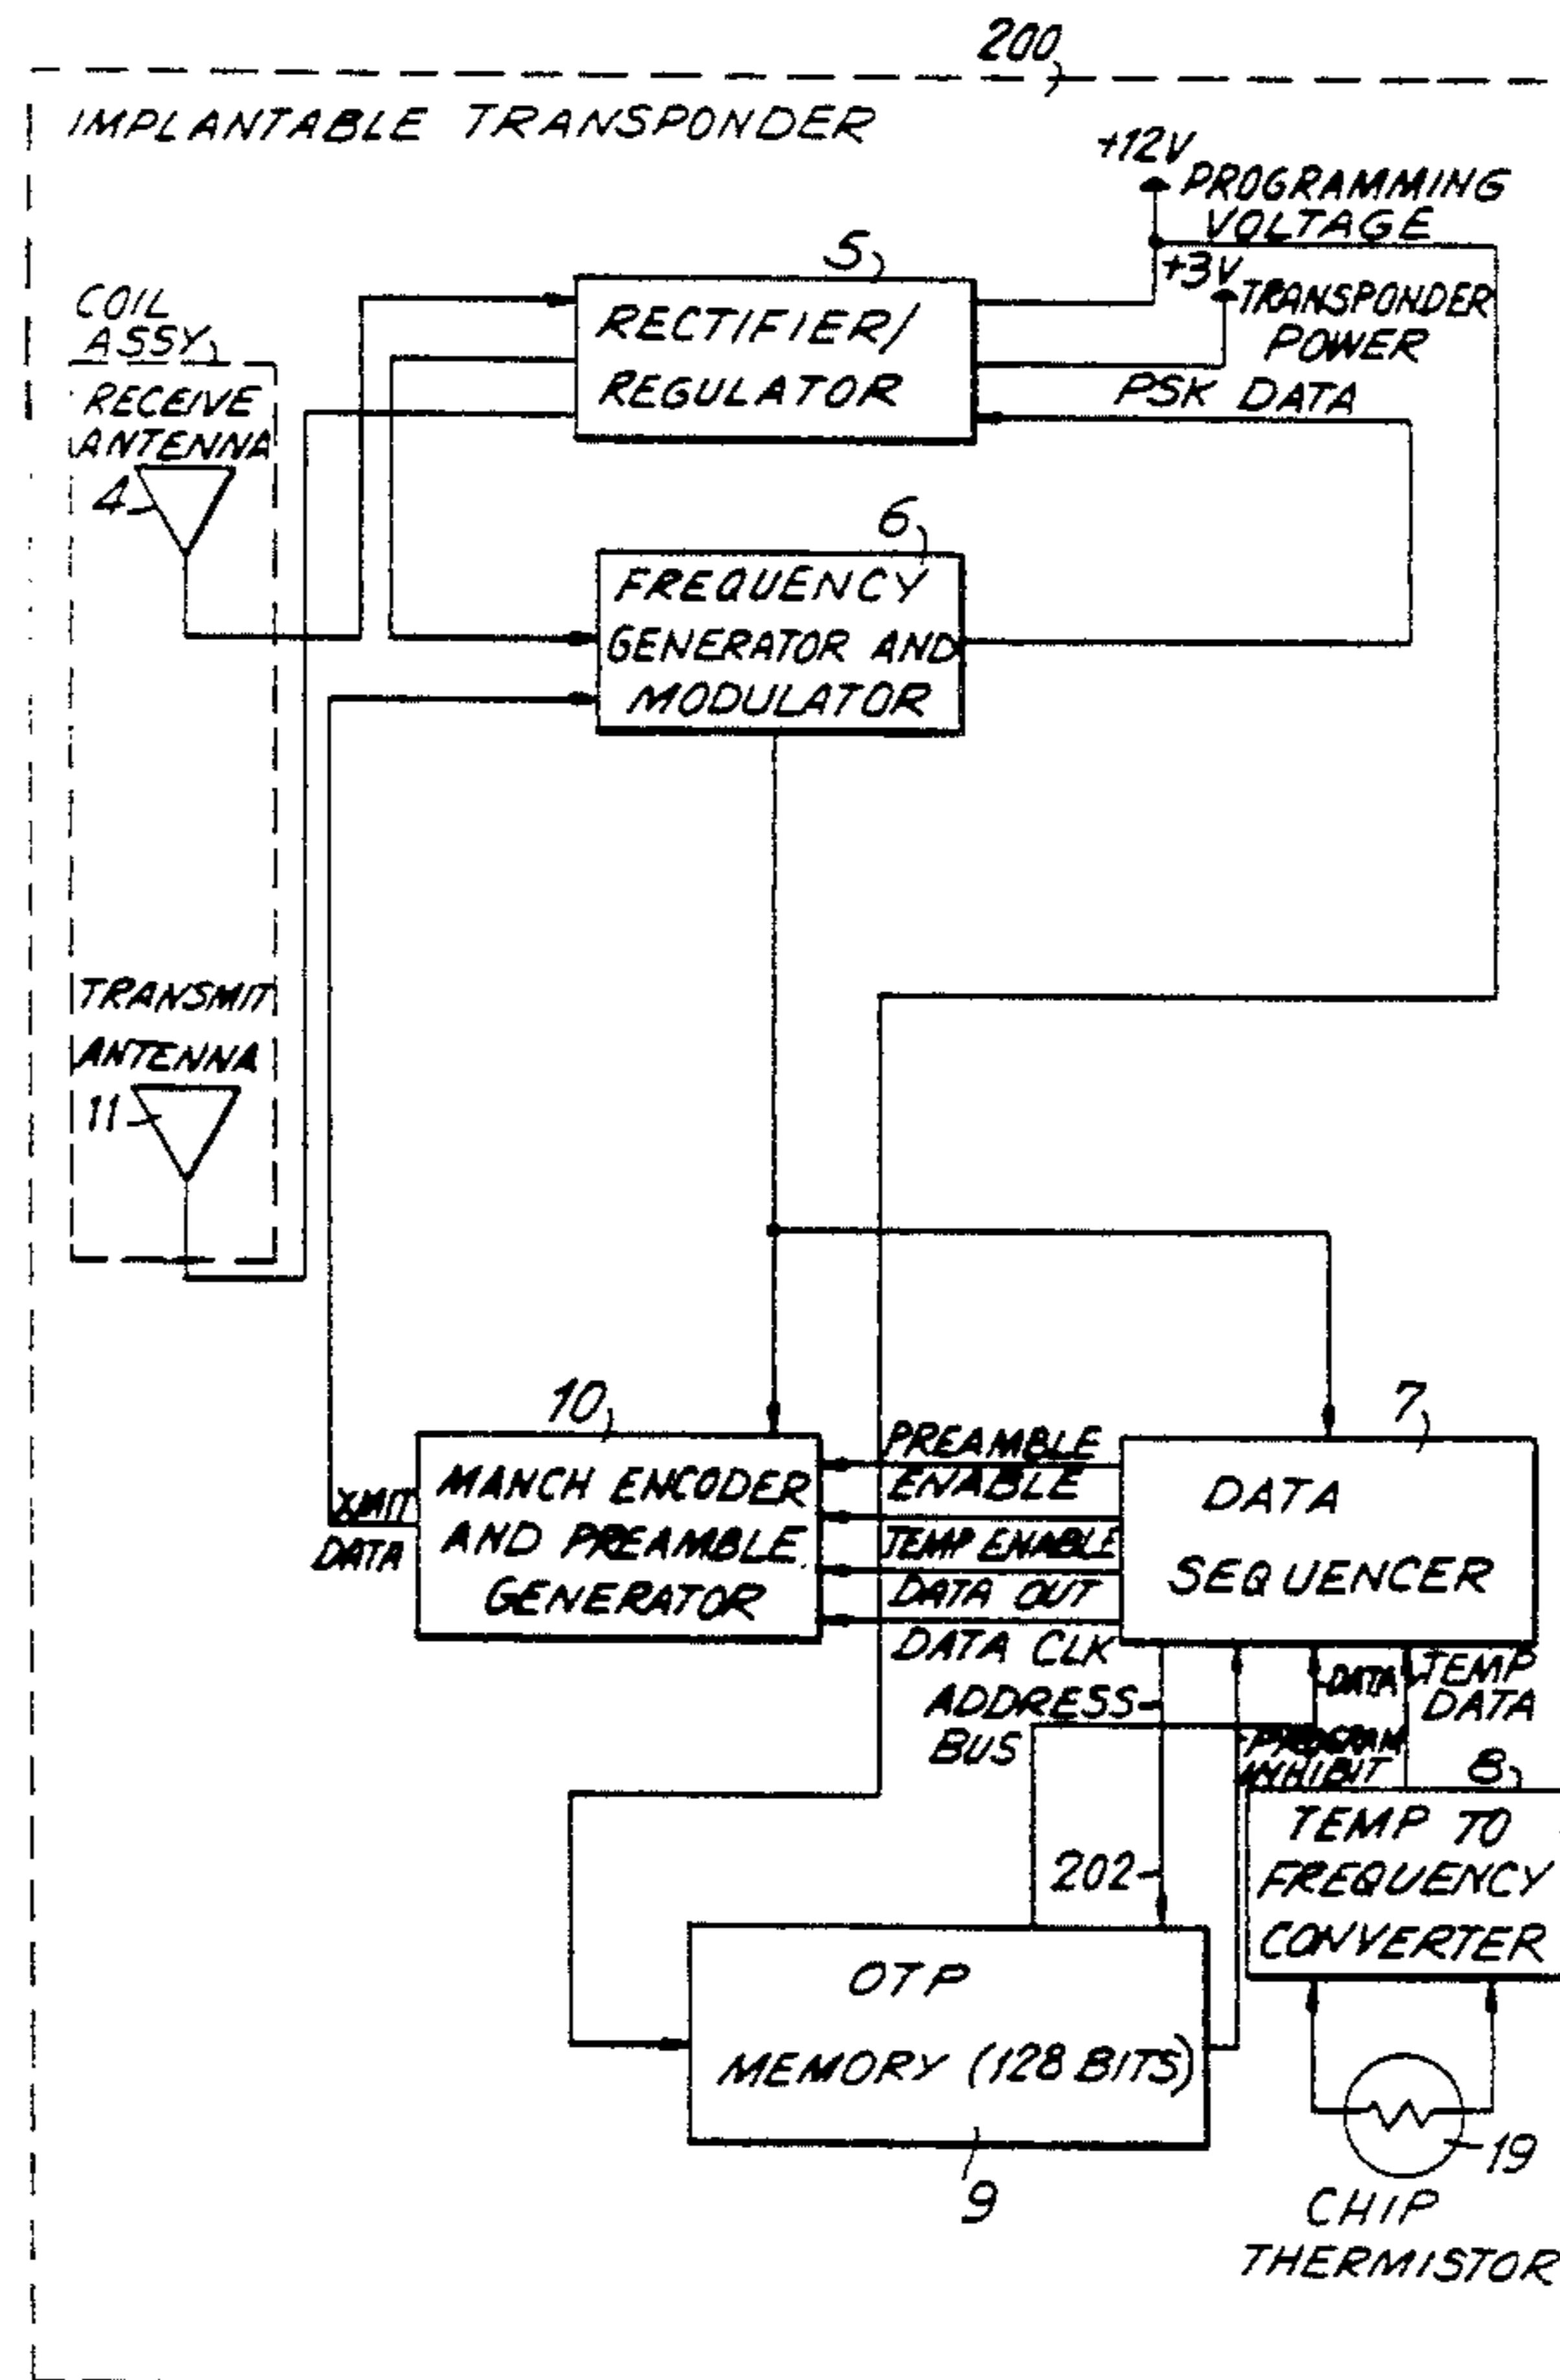 200
IMPLANTABLE TRANSPONDER
+12V
PROGRAMMING
VOLTAGE
+3V
TRANSPONDER
POWER
5
RECTIFIER/
REGULATOR
PSK DATA
COIL
ASSY
RECEIVE
ANTENNA
4
6
FREQUENCY
GENERATOR AND
MODULATOR
TRANSMIT
ANTENNA
11
10
MANCH ENCODER
AND PREAMBLE
GENERATOR
XMIT
DATA
PREAMBLE
ENABLE
TEMP ENABLE
DATA OUT
DATA CLK
7
DATA
SEQUENCER
ADDRESS
BUS
DATA
TEMP
DATA
PROGRAM
INHIBIT
8
TEMP TO
FREQUENCY
CONVERTER
202
OTP
MEMORY (128 BITS)
9
19
CHIP
THERMISTOR